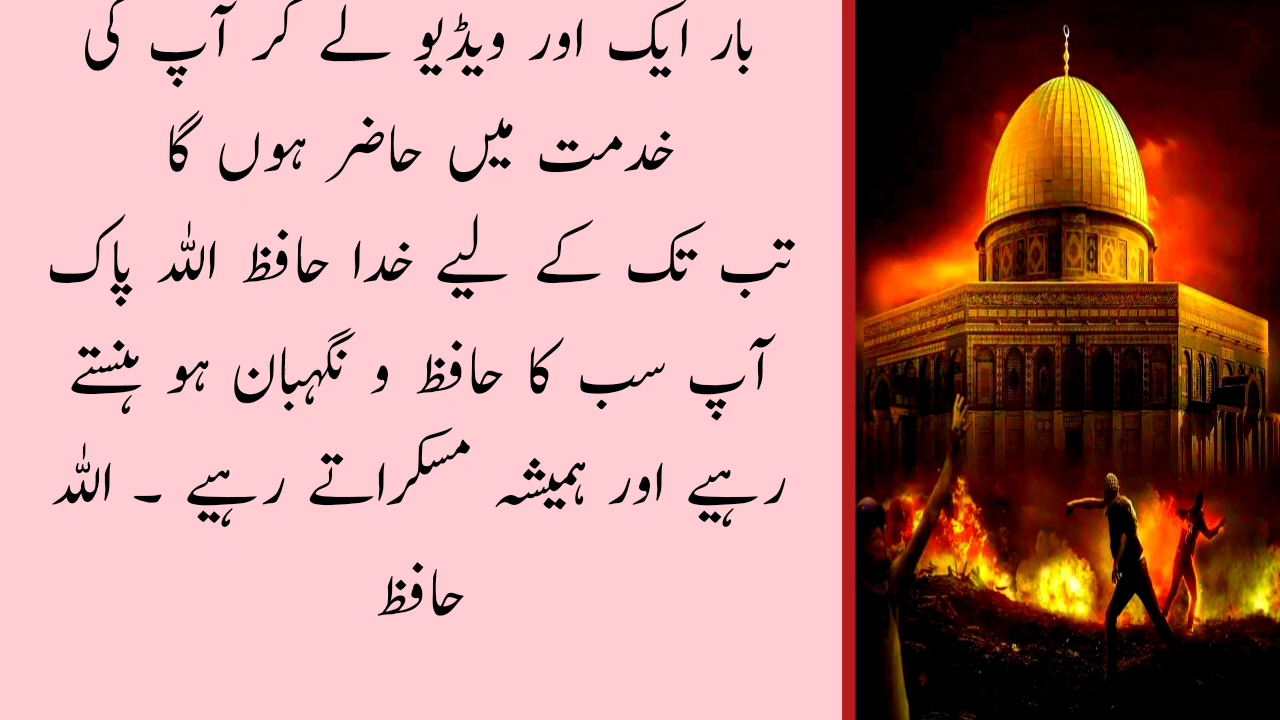 بار ایک اور ویڈیو لے کر آپ کی
خدمت میں حاضر ہوں گا
تب تک کے لیے خدا حافظ اللہ پاک
آپ سب کا حافظ و نگہبان ہو ہنستے
رہیے اور ہمیشہ مسکراتے رہیے ۔ اللہ
حافظ